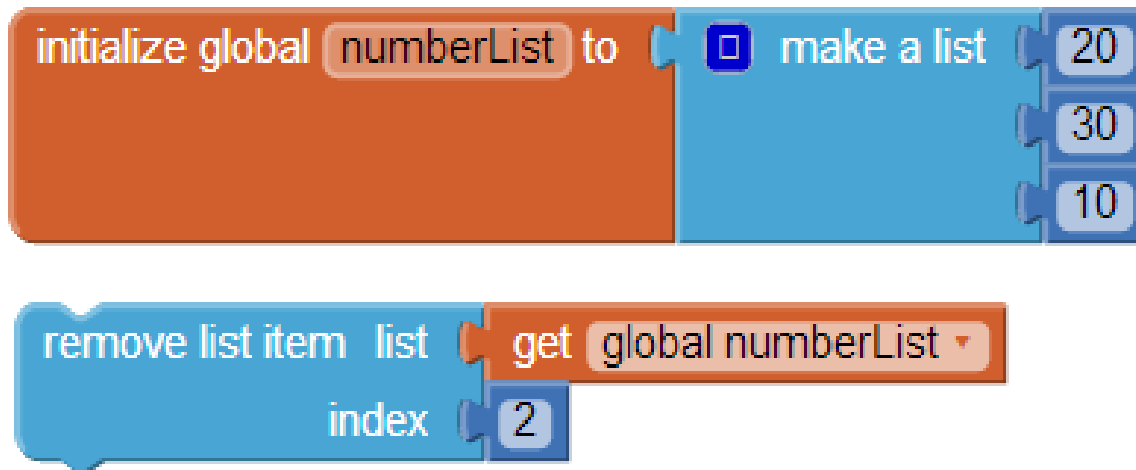 initialize global numberList to make a list 20
30
10
remove list item list get global numberList
index 2